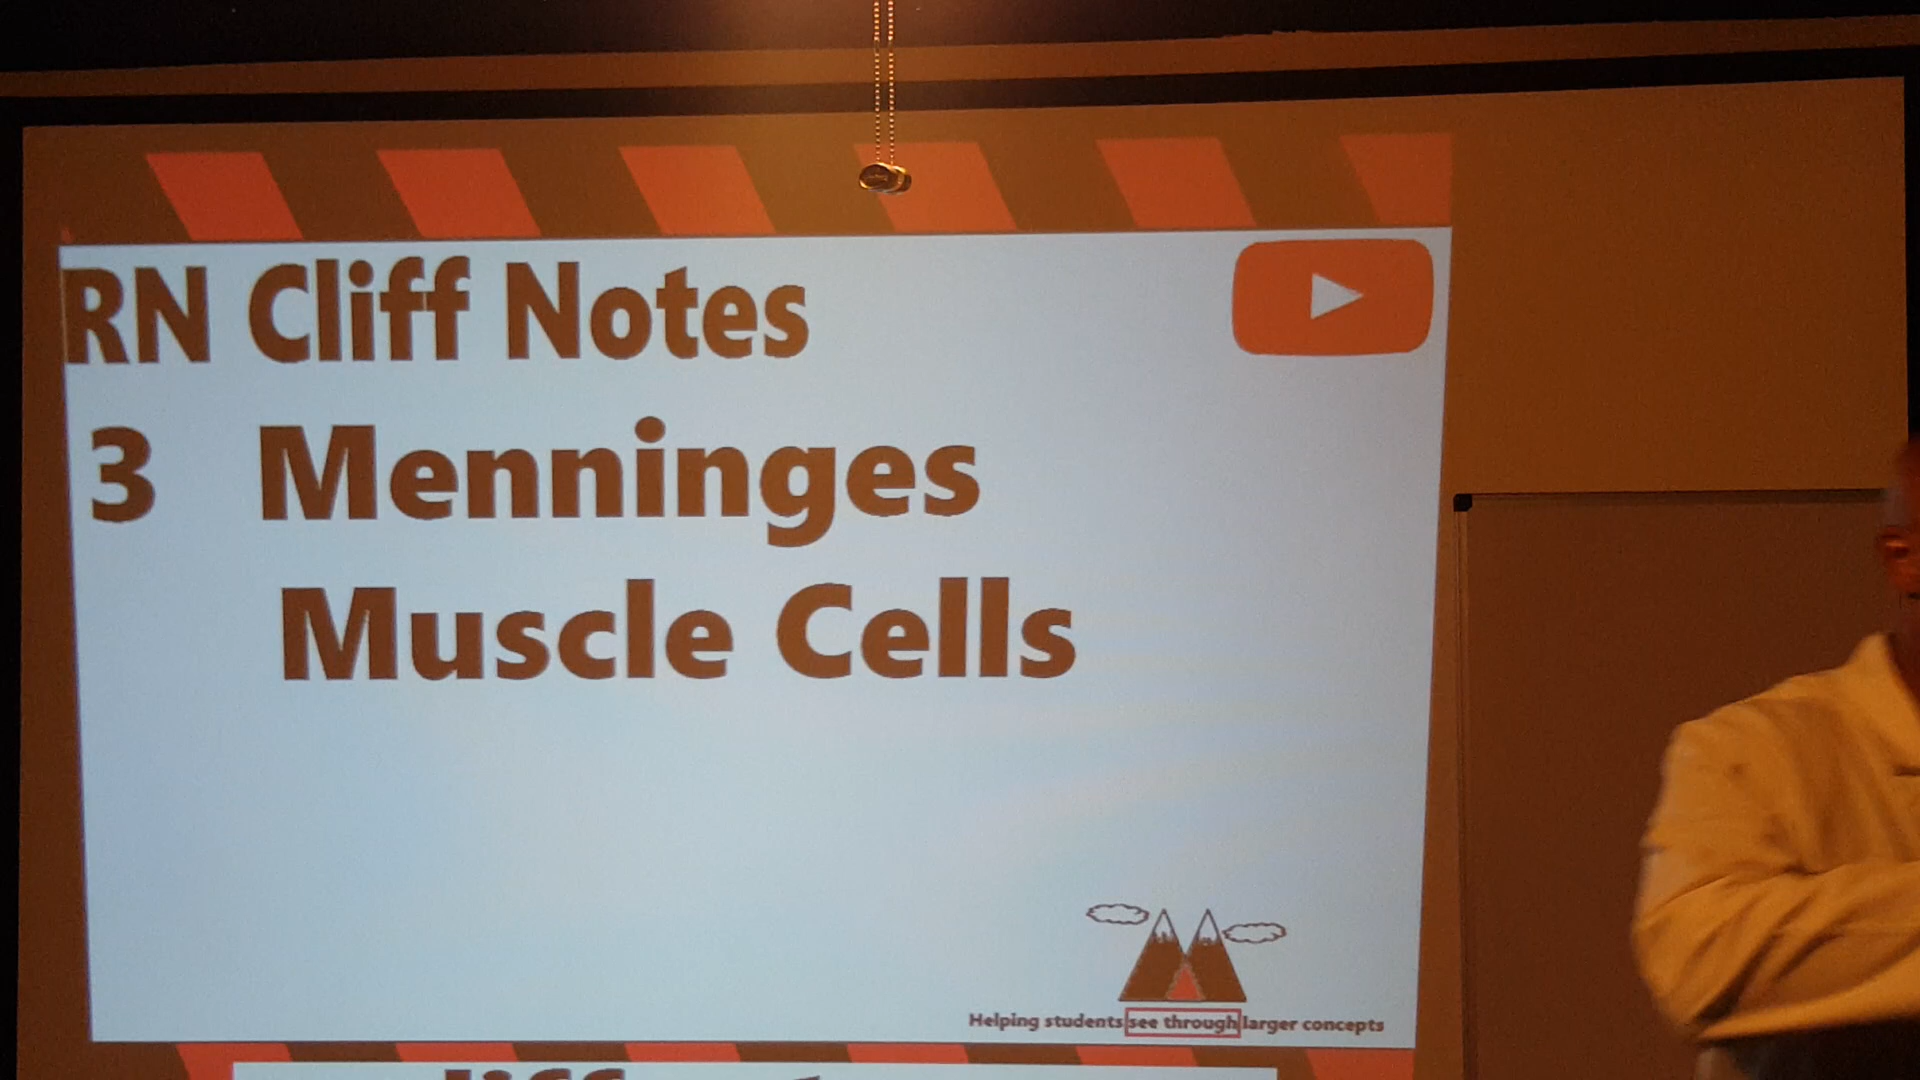 RN Cliff Notes
3 Menninges
Muscle Cells
Helping students see through larger concepts